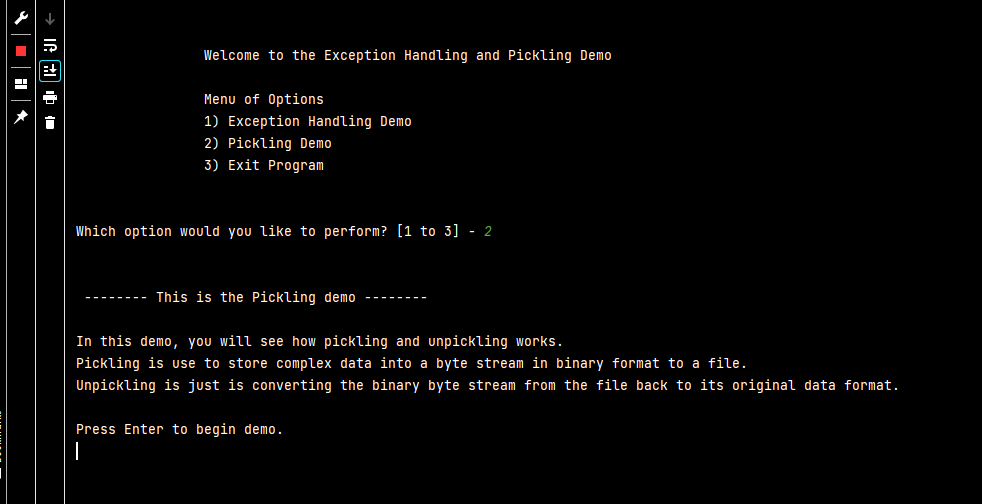 Welcome to the Exception Handling and Pickling Demo
Menu of Options
1) Exception Handling Demo
2) Pickling Demo
3) Exit Program
Which option would you like to perform? [1 to 3] - 2
-------- This is the Pickling demo --------
In this demo, you will see how pickling and unpickling works.
Pickling is use to store complex data into a byte stream in binary format to a file.
Unpickling is just is converting the binary byte stream from the file back to its original data format.
Press Enter to begin demo.